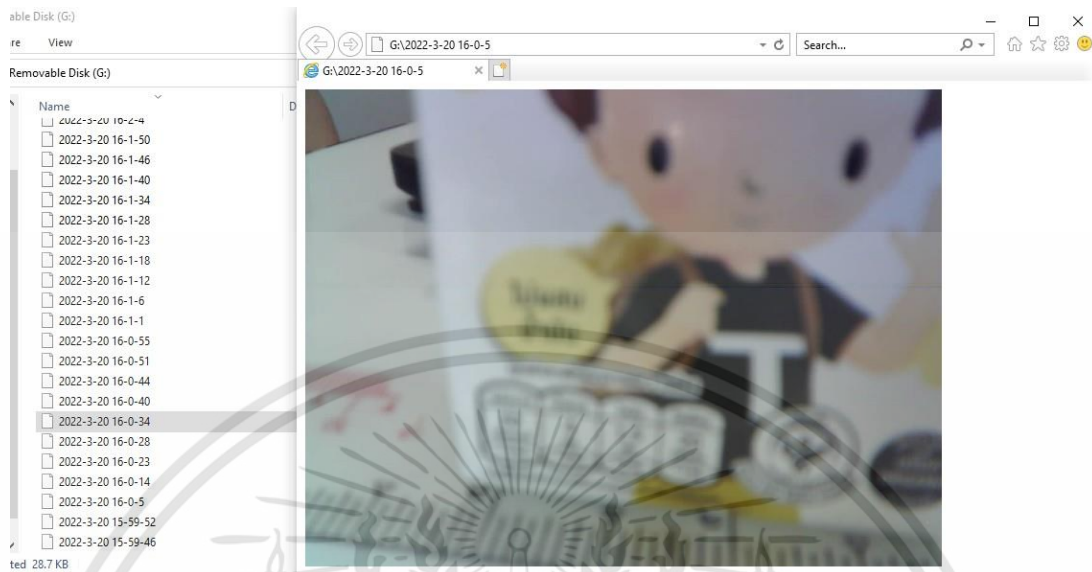 able Disk (G:)
re View
Removable Disk (G:)
Name D
2022-3-20 16-2-4
2022-3-20 16-1-50
2022-3-20 16-1-46
2022-3-20 16-1-40
2022-3-20 16-1-34
2022-3-20 16-1-28
2022-3-20 16-1-23
2022-3-20 16-1-18
2022-3-20 16-1-12
2022-3-20 16-1-6
2022-3-20 16-1-1
2022-3-20 16-0-55
2022-3-20 16-0-51
2022-3-20 16-0-44
2022-3-20 16-0-40
2022-3-20 16-0-34
2022-3-20 16-0-28
2022-3-20 16-0-23
2022-3-20 16-0-14
2022-3-20 16-0-5
2022-3-20 15-59-52
2022-3-20 15-59-46
ted 28.7 KB
G:\2022-3-20 16-0-5
Search...
G:\2022-3-20 16-0-5
T